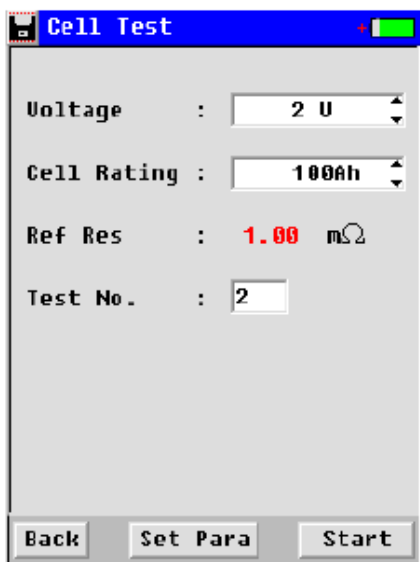 Cell Test
Voltage : 2 V
Cell Rating : 100Ah
Ref Res : 1.00 mΩ
Test No. : 2
Back Set Para Start